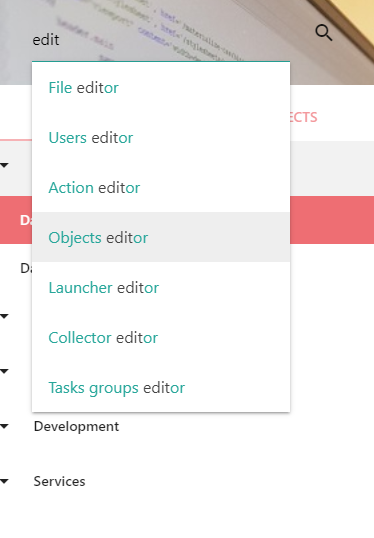 edit
File editor
ECTS
Users editor
Action editor
Da
Objects editor
Da
Launcher editor
Collector editor
Tasks groups editor
Development
Services